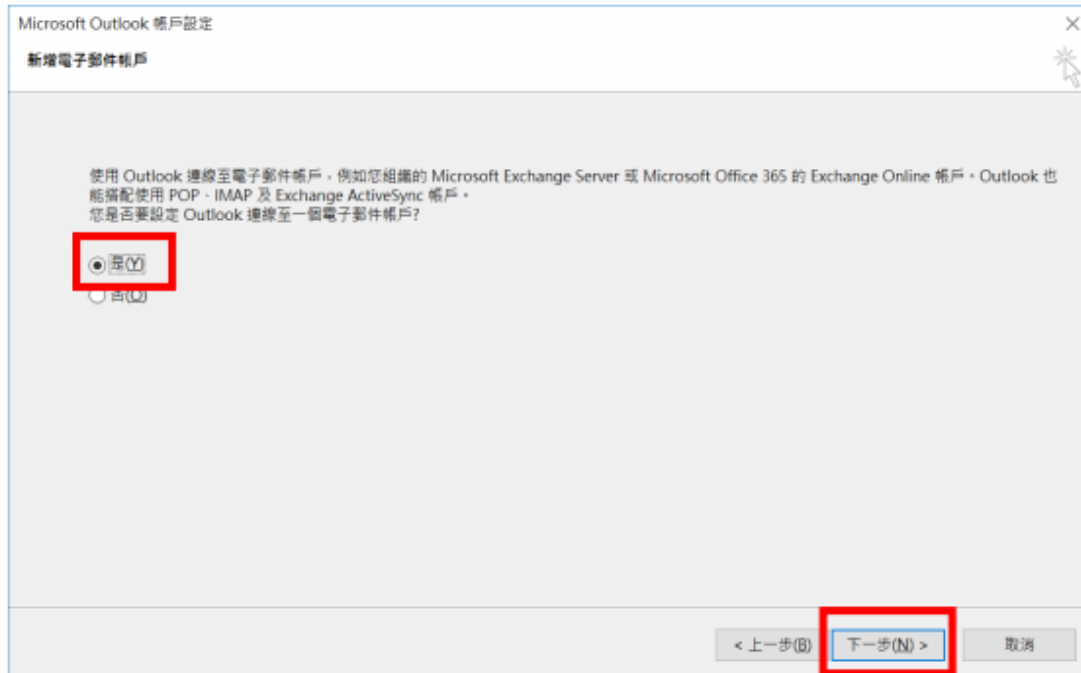 Microsoft Outlook 帳戶設定
新增電子郵件帳戶
使用 Outlook 連線至電子郵件帳戶，例如您組織的 Microsoft Exchange Server 或 Microsoft Office 365 的 Exchange Online 帳戶。Outlook 也
能搭配使用 POP、IMAP 及 Exchange ActiveSync 帳戶。
您是否要設定 Outlook 連線至一個電子郵件帳戶?
是(Y)
否(O)
< 上一步(B)
下一步(N) >
取消